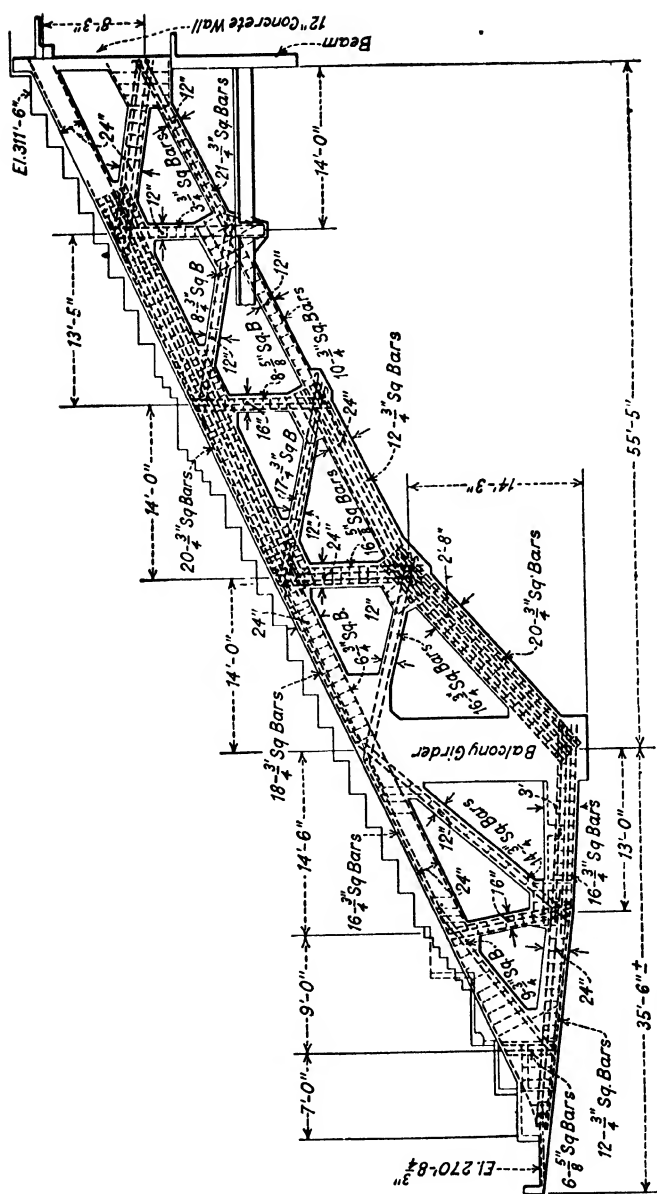 12" Concrete Wall
8'-3"
Beam
El.311'-6"
24"
12"
21-3/4" Sq Bars
12"
3/4" Sq Bars
14'-0"
13'-5"
8-3/4" Sq B
12"
12"
8-5/8" Sq. B
10-3/4" Sq Bars
16"
24"
12-3/4" Sq Bars
14'-0"
20-3/4" Sq Bars
17-3/4" Sq B
12"
24"
16-5/8" Sq Bars
14'-3"
55'-5"
14'-0"
24"
18-3/4" Sq Bars
6-3/4" Sq B.
12"
16-3/4" Sq Bars
2'-8"
20-3/4" Sq Bars
Balcony Girder
14'-6"
16-3/4" Sq Bars
24"
12"
14-3/4" Sq Bars
3'
16-3/4" Sq Bars
13'-0"
16"
9-3/4" Sq B.
24"
9'-0"
7'-0"
12-3/4" Sq. Bars
6-5/8" Sq Bars
El. 270'-8 3/4"
35'-6" ±